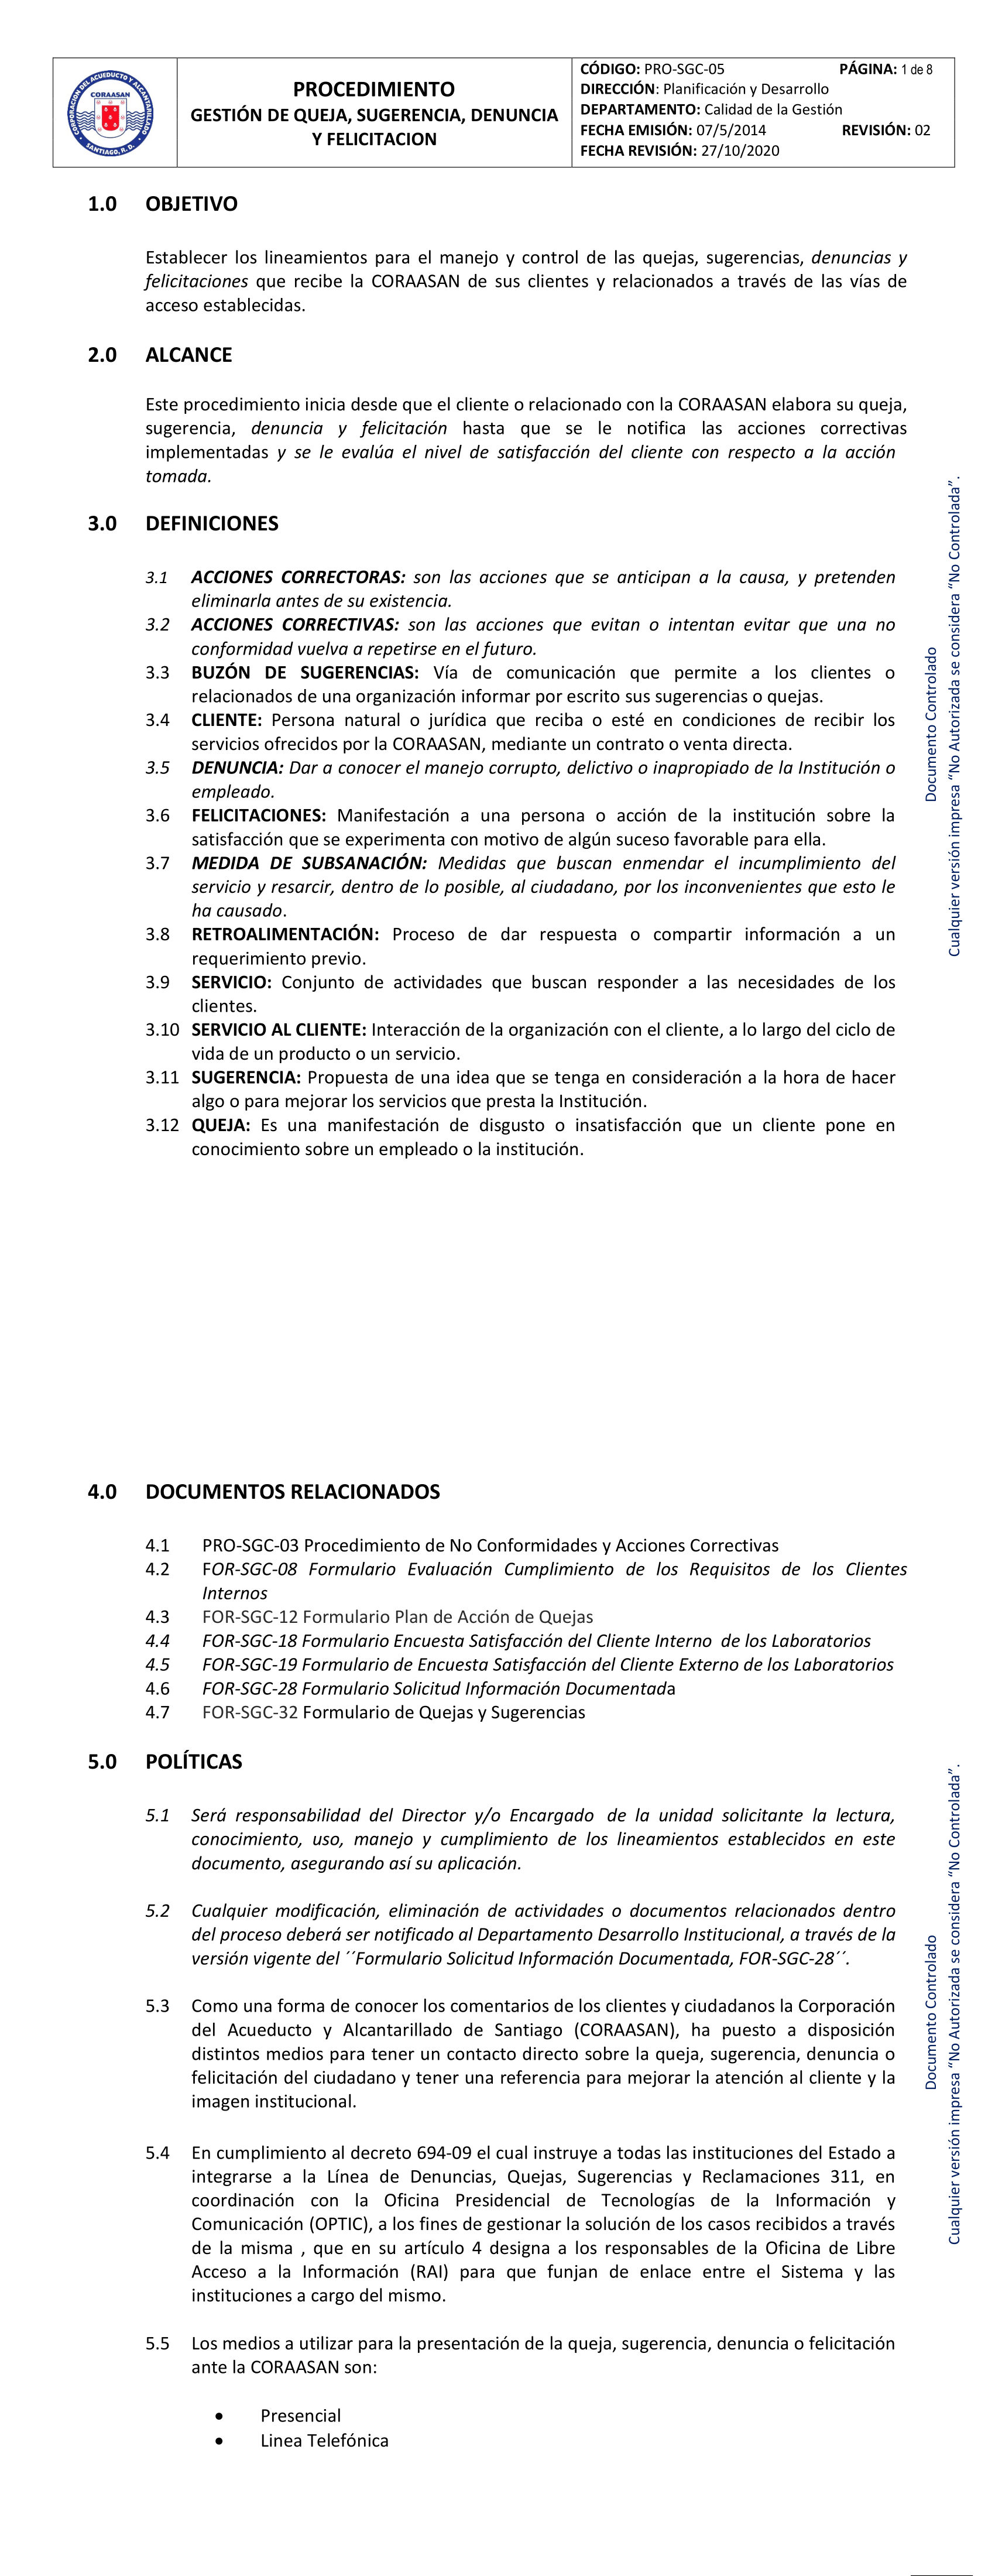 CORPORACION DEL ACUEDUCTO Y ALCANTARILLADO
CORAASAN
SANTIAGO, R. D.
PROCEDIMIENTO
GESTIÓN DE QUEJA, SUGERENCIA, DENUNCIA
Y FELICITACION
CÓDIGO: PRO-SGC-05 PÁGINA: 1 de 8
DIRECCIÓN: Planificación y Desarrollo
DEPARTAMENTO: Calidad de la Gestión
FECHA EMISIÓN: 07/5/2014 REVISIÓN: 02
FECHA REVISIÓN: 27/10/2020
1.0 OBJETIVO
Establecer los lineamientos para el manejo y control de las quejas, sugerencias, denuncias y
felicitaciones que recibe la CORAASAN de sus clientes y relacionados a través de las vías de
acceso establecidas.
2.0 ALCANCE
Este procedimiento inicia desde que el cliente o relacionado con la CORAASAN elabora su queja,
sugerencia, denuncia y felicitación hasta que se le notifica las acciones correctivas
implementadas y se le evalúa el nivel de satisfacción del cliente con respecto a la acción
tomada.
3.0 DEFINICIONES
3.1 ACCIONES CORRECTORAS: son las acciones que se anticipan a la causa, y pretenden
eliminarla antes de su existencia.
3.2 ACCIONES CORRECTIVAS: son las acciones que evitan o intentan evitar que una no
conformidad vuelva a repetirse en el futuro.
3.3 BUZÓN DE SUGERENCIAS: Vía de comunicación que permite a los clientes o
relacionados de una organización informar por escrito sus sugerencias o quejas.
3.4 CLIENTE: Persona natural o jurídica que reciba o esté en condiciones de recibir los
servicios ofrecidos por la CORAASAN, mediante un contrato o venta directa.
3.5 DENUNCIA: Dar a conocer el manejo corrupto, delictivo o inapropiado de la Institución o
empleado.
3.6 FELICITACIONES: Manifestación a una persona o acción de la institución sobre la
satisfacción que se experimenta con motivo de algún suceso favorable para ella.
3.7 MEDIDA DE SUBSANACIÓN: Medidas que buscan enmendar el incumplimiento del
servicio y resarcir, dentro de lo posible, al ciudadano, por los inconvenientes que esto le
ha causado.
3.8 RETROALIMENTACIÓN: Proceso de dar respuesta o compartir información a un
requerimiento previo.
3.9 SERVICIO: Conjunto de actividades que buscan responder a las necesidades de los
clientes.
3.10 SERVICIO AL CLIENTE: Interacción de la organización con el cliente, a lo largo del ciclo de
vida de un producto o un servicio.
3.11 SUGERENCIA: Propuesta de una idea que se tenga en consideración a la hora de hacer
algo o para mejorar los servicios que presta la Institución.
3.12 QUEJA: Es una manifestación de disgusto o insatisfacción que un cliente pone en
conocimiento sobre un empleado o la institución.
Documento Controlado
Cualquier versión impresa “No Autorizada se considera “No Controlada”.
4.0 DOCUMENTOS RELACIONADOS
4.1 PRO-SGC-03 Procedimiento de No Conformidades y Acciones Correctivas
4.2 FOR-SGC-08 Formulario Evaluación Cumplimiento de los Requisitos de los Clientes
Internos
4.3 FOR-SGC-12 Formulario Plan de Acción de Quejas
4.4 FOR-SGC-18 Formulario Encuesta Satisfacción del Cliente Interno de los Laboratorios
4.5 FOR-SGC-19 Formulario de Encuesta Satisfacción del Cliente Externo de los Laboratorios
4.6 FOR-SGC-28 Formulario Solicitud Información Documentada
4.7 FOR-SGC-32 Formulario de Quejas y Sugerencias
5.0 POLÍTICAS
5.1 Será responsabilidad del Director y/o Encargado de la unidad solicitante la lectura,
conocimiento, uso, manejo y cumplimiento de los lineamientos establecidos en este
documento, asegurando así su aplicación.
5.2 Cualquier modificación, eliminación de actividades o documentos relacionados dentro
del proceso deberá ser notificado al Departamento Desarrollo Institucional, a través de la
versión vigente del ´´Formulario Solicitud Información Documentada, FOR-SGC-28´´.
5.3 Como una forma de conocer los comentarios de los clientes y ciudadanos la Corporación
del Acueducto y Alcantarillado de Santiago (CORAASAN), ha puesto a disposición
distintos medios para tener un contacto directo sobre la queja, sugerencia, denuncia o
felicitación del ciudadano y tener una referencia para mejorar la atención al cliente y la
imagen institucional.
5.4 En cumplimiento al decreto 694-09 el cual instruye a todas las instituciones del Estado a
integrarse a la Línea de Denuncias, Quejas, Sugerencias y Reclamaciones 311, en
coordinación con la Oficina Presidencial de Tecnologías de la Información y
Comunicación (OPTIC), a los fines de gestionar la solución de los casos recibidos a través
de la misma , que en su artículo 4 designa a los responsables de la Oficina de Libre
Acceso a la Información (RAI) para que funjan de enlace entre el Sistema y las
instituciones a cargo del mismo.
5.5 Los medios a utilizar para la presentación de la queja, sugerencia, denuncia o felicitación
ante la CORAASAN son:
• Presencial
• Linea Telefónica
Documento Controlado
Cualquier versión impresa “No Autorizada se considera “No Controlada”.